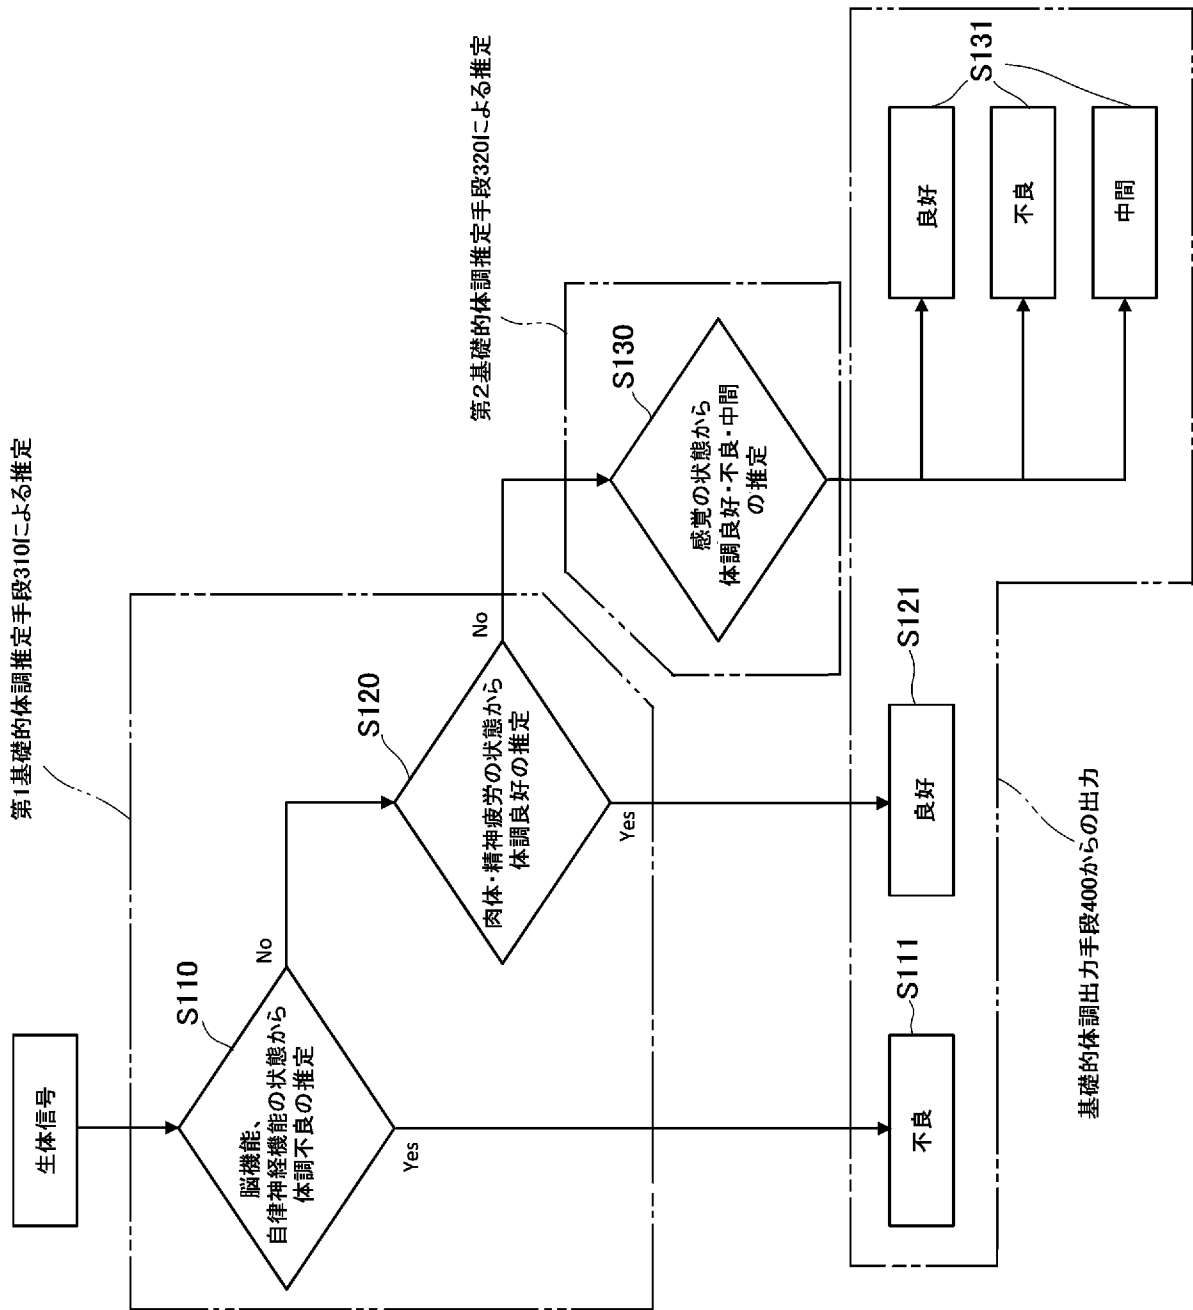 生体信号
第1基礎的体調推定手段310による推定
S110
脳機能、
自律神経機能の状態から
体調不良の推定
No
Yes
S120
肉体・精神疲労の状態から
体調良好の推定
No
Yes
第2基礎的体調推定手段320による推定
S130
感覚の状態から
体調良好・不良・中間
の推定
S111
不良
S121
良好
良好
不良
中間
S131
基礎的体調出力手段400からの出力